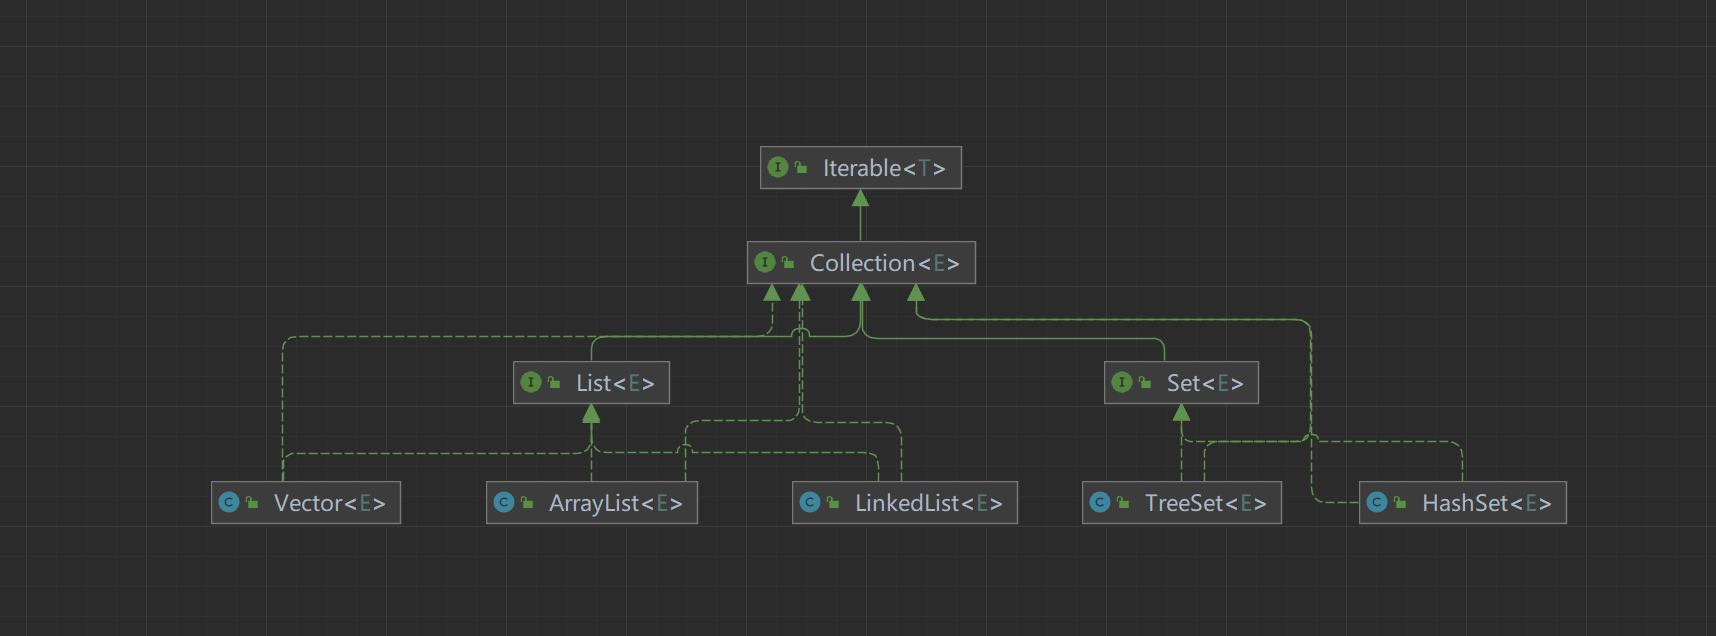 I Iterable<T>
I Collection<E>
I List<E>
I Set<E>
C Vector<E>
C ArrayList<E>
C LinkedList<E>
C TreeSet<E>
C HashSet<E>